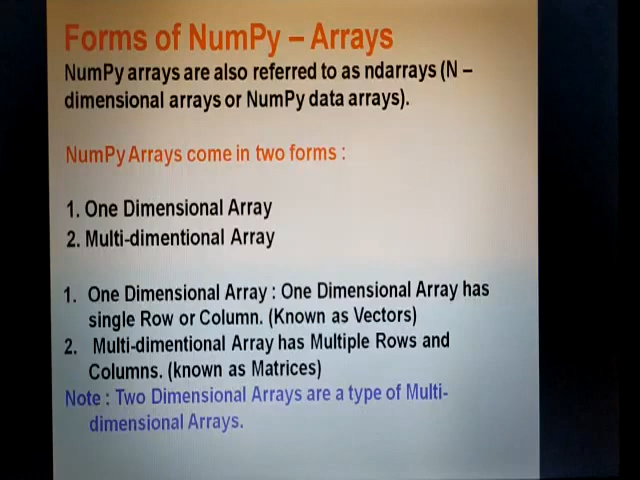 Forms of NumPy – Arrays
NumPy arrays are also referred to as ndarrays (N –
dimensional arrays or NumPy data arrays).
NumPy Arrays come in two forms :
1. One Dimensional Array
2. Multi-dimentional Array
1. One Dimensional Array : One Dimensional Array has
single Row or Column. (Known as Vectors)
2. Multi-dimentional Array has Multiple Rows and
Columns. (known as Matrices)
Note : Two Dimensional Arrays are a type of Multi-
dimensional Arrays.